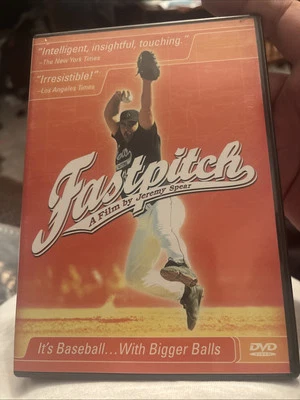 "Intelligent, insightful, touching."
–The New York Times
"Irresistible!"
–Los Angeles Times
Fastpitch
A Film by Jeremy Spear
It's Baseball...With Bigger Balls
DVD